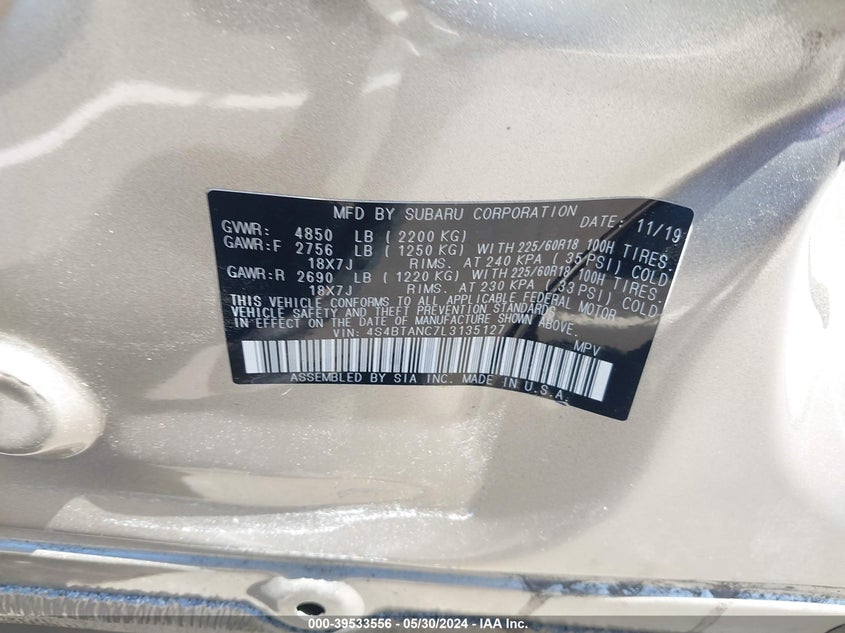 MFD BY SUBARU CORPORATION DATE: 11/19
GVWR: 4850 LB (2200 KG)
GAWR:F 2756 LB (1250 KG) WITH 225/60R18 100H TIRES.
18X7J RIMS. AT 240 KPA (35 PSI) COLD
GAWR:R 2690 LB (1220 KG) WITH 225/60R18 100H TIRES.
18X7J RIMS. AT 230 KPA (33 PSI) COLD
THIS VEHICLE CONFORMS TO ALL APPLICABLE FEDERAL MOTOR
VEHICLE SAFETY AND THEFT PREVENTION STANDARDS
IN EFFECT ON THE DATE OF MANUFACTURE SHOWN ABOVE.
VIN: 4S4BTANC7L3135127 MPV
ASSEMBLED BY SIA INC. MADE IN U.S.A.
000-39533556 — 05/30/2024 — IAA Inc.